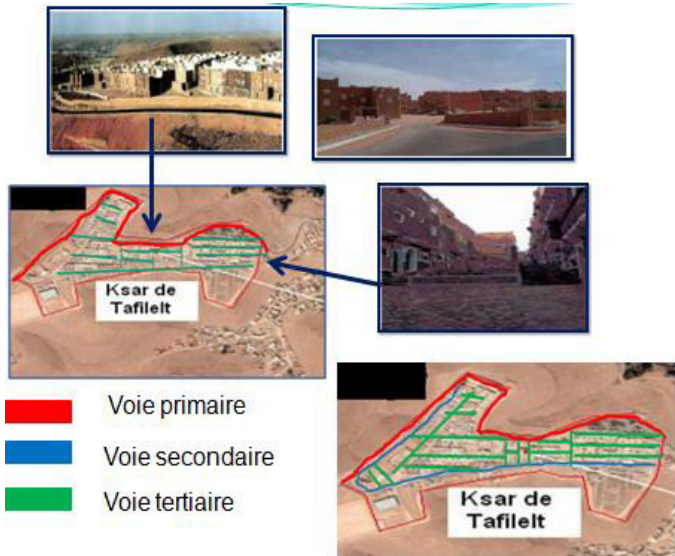 Ksar de
Tafilelt
Voie primaire
Voie secondaire
Voie tertiaire
Ksar de
Tafilelt